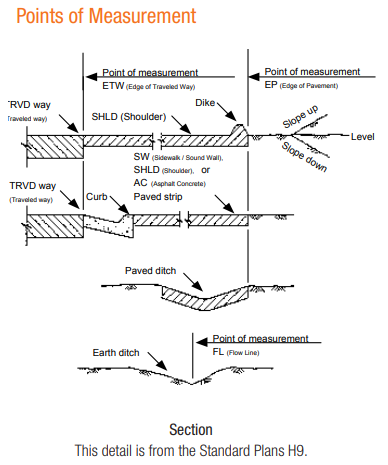 Points of Measurement
Point of measurement
ETW (Edge of Traveled Way)
Point of measurement
EP (Edge of Pavement)
TRVD way
(Traveled way)
SHLD (Shoulder)
Dike
Slope up
Level
Slope down
SW (Sidewalk / Sound Wall),
SHLD (Shoulder), or
AC (Asphalt Concrete)
Paved strip
TRVD way
(Traveled way)
Curb
Paved ditch
Point of measurement
FL (Flow Line)
Earth ditch
Section
This detail is from the Standard Plans H9.